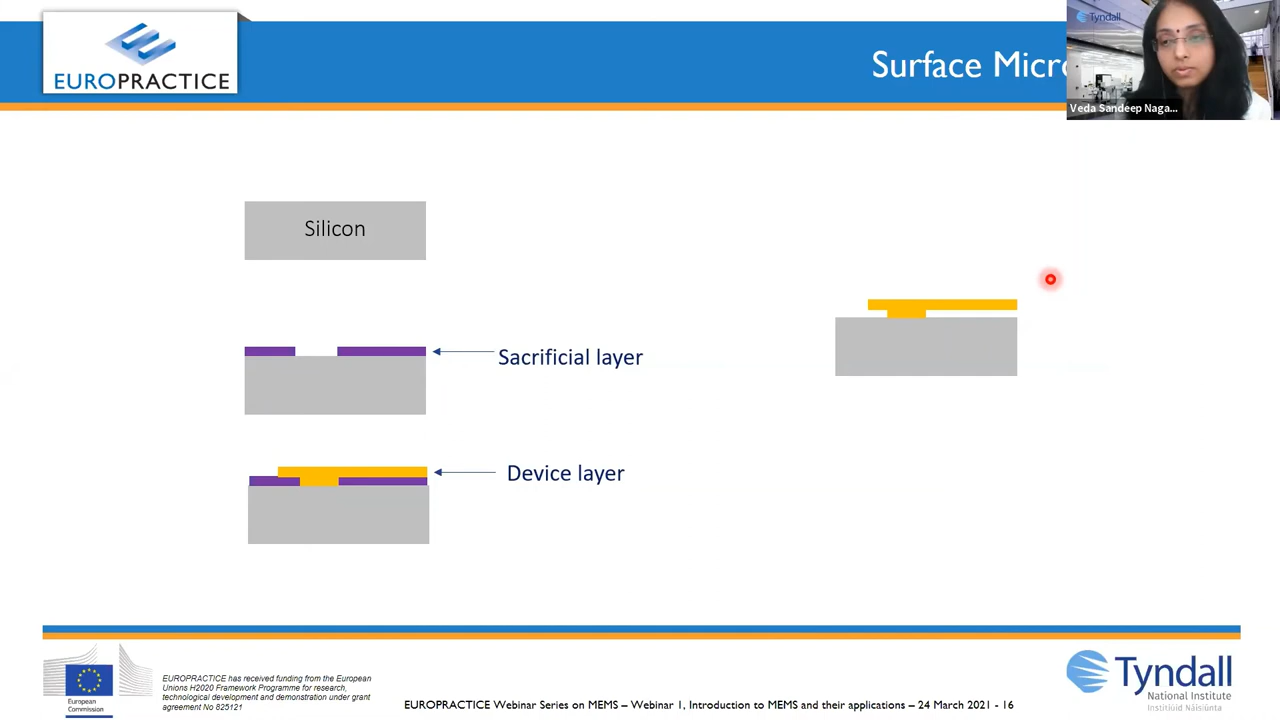 EUROPRACTICE
Surface Micro
Tyndall
Veda Sandeep Naga...
Silicon
Sacrificial layer
Device layer
European
Commission
EUROPRACTICE has received funding from the European
Unions H2020 Framework Programme for research,
technological development and demonstration under grant
agreement No 825121
EUROPRACTICE Webinar Series on MEMS – Webinar 1, Introduction to MEMS and their applications – 24 March 2021 - 16
Tyndall
National Institute
Institiúid Náisiúnta